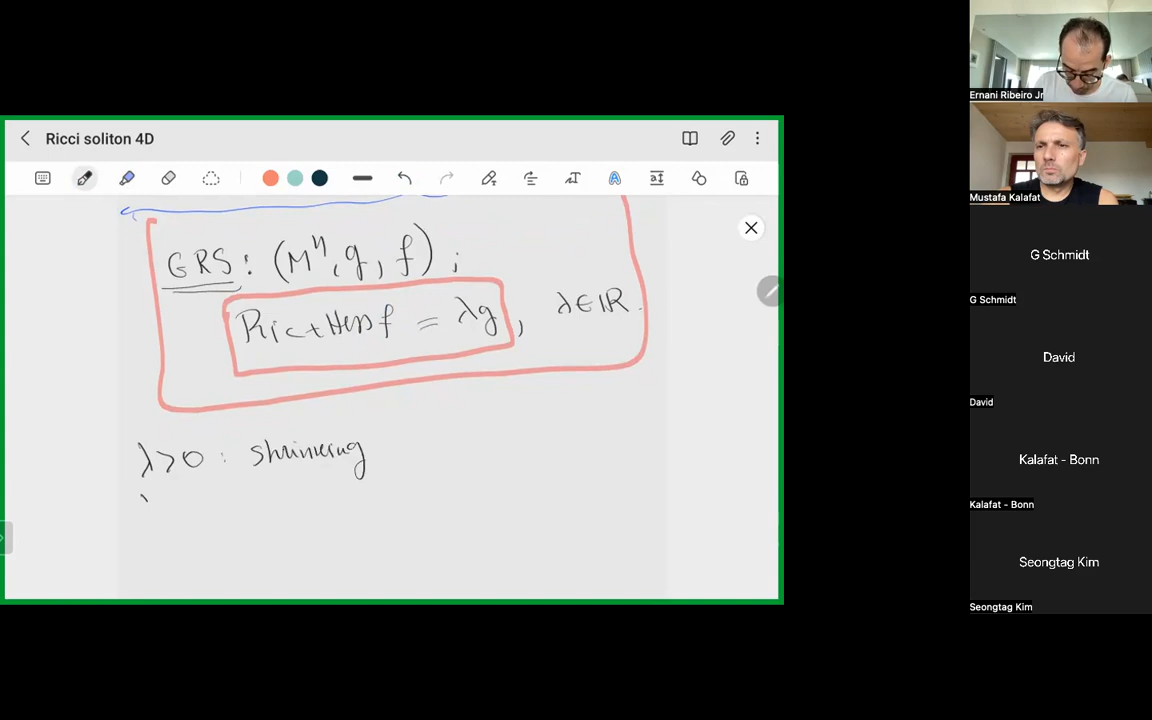 Ricci soliton 4D
GRS: (Mⁿ, g, f) ;
Ric + Hess f = λg , λ∈ℝ.
λ>0 : shrinking
Ernani Ribeiro Jr
Mustafa Kalafat
G Schmidt
G Schmidt
David
David
Kalafat - Bonn
Kalafat - Bonn
Seongtag Kim
Seongtag Kim